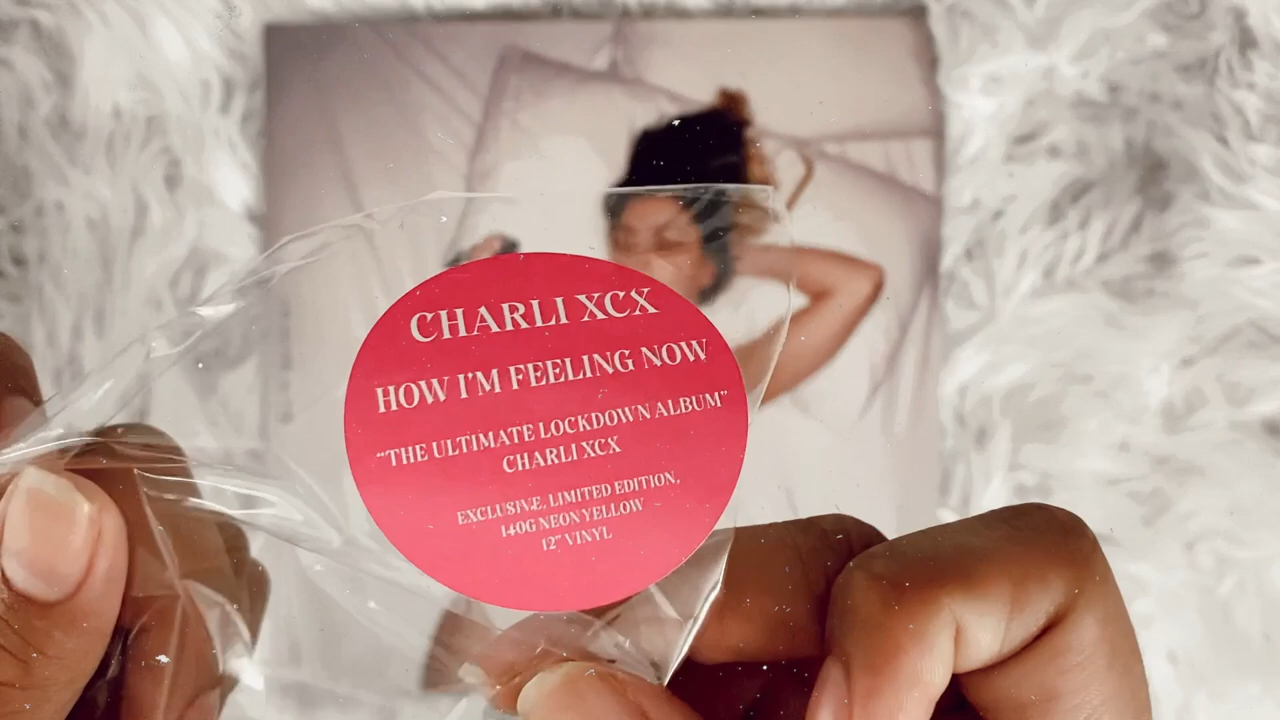 CHARLI XCX
HOW I'M FEELING NOW
“THE ULTIMATE LOCKDOWN ALBUM”
CHARLI XCX
EXCLUSIVE, LIMITED EDITION,
140G NEON YELLOW
12" VINYL